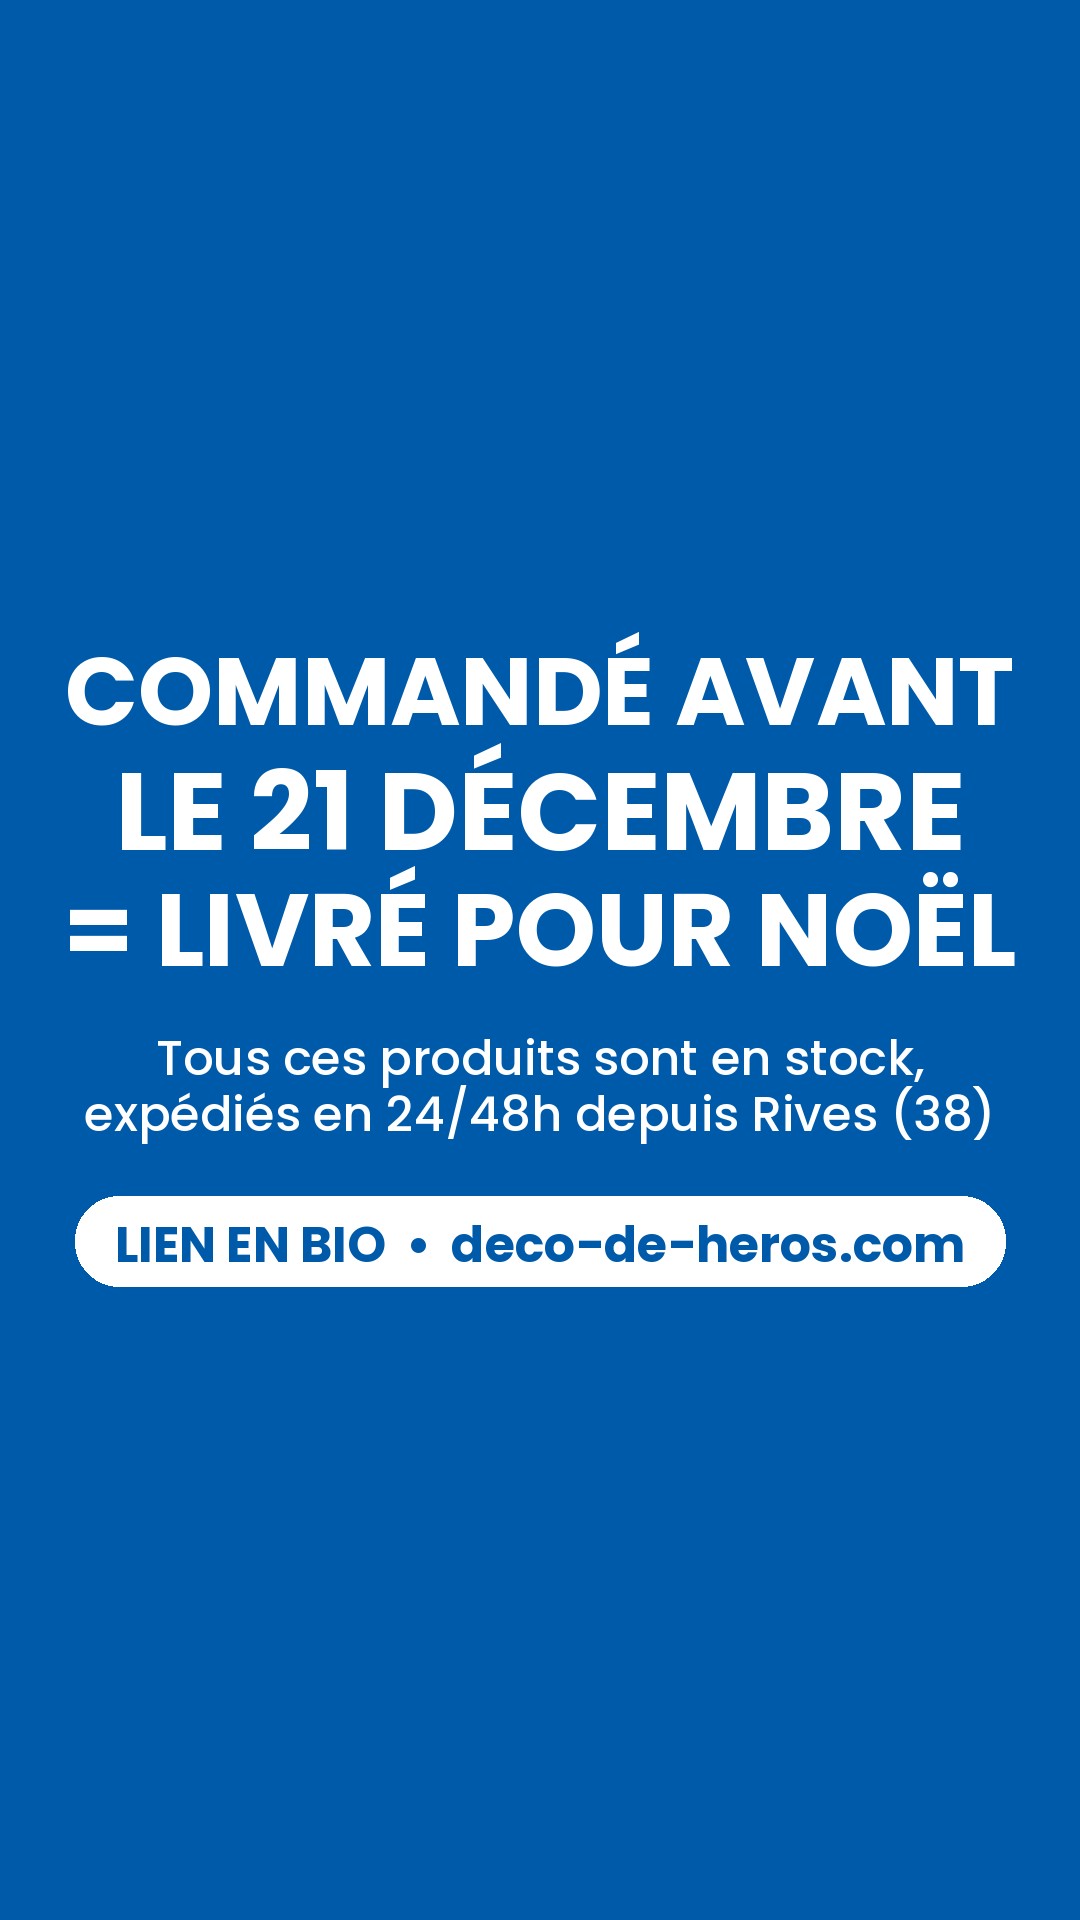 COMMANDÉ AVANT
LE 21 DÉCEMBRE
= LIVRÉ POUR NOËL
Tous ces produits sont en stock,
expédiés en 24/48h depuis Rives (38)
LIEN EN BIO • deco-de-heros.com